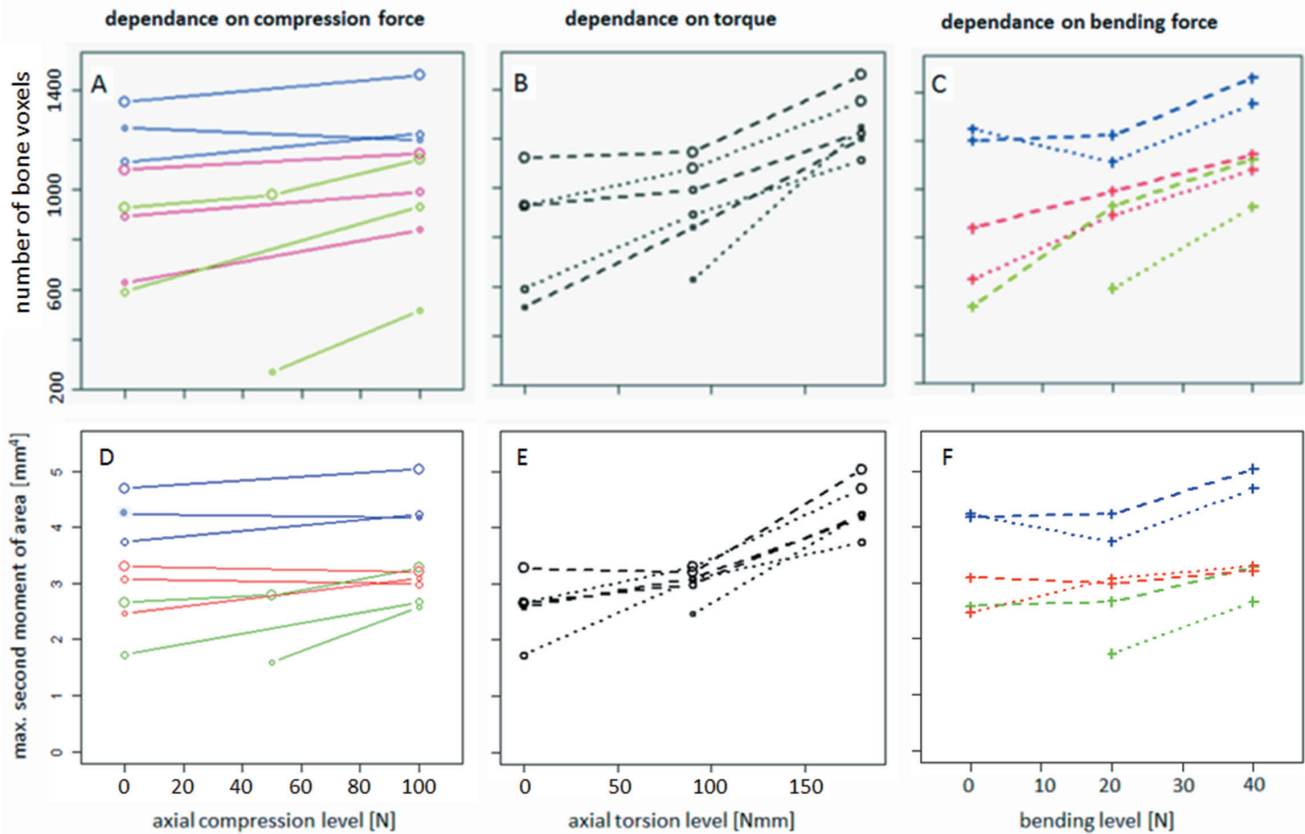 dependance on compression force
dependance on torque
dependance on bending force
number of bone voxels
200 600 1000 1400
A
B
C
max. second moment of area [mm⁴]
0 1 2 3 4 5
D
E
F
0 20 40 60 80 100
0 50 100 150
0 10 20 30 40
axial compression level [N]
axial torsion level [Nmm]
bending level [N]